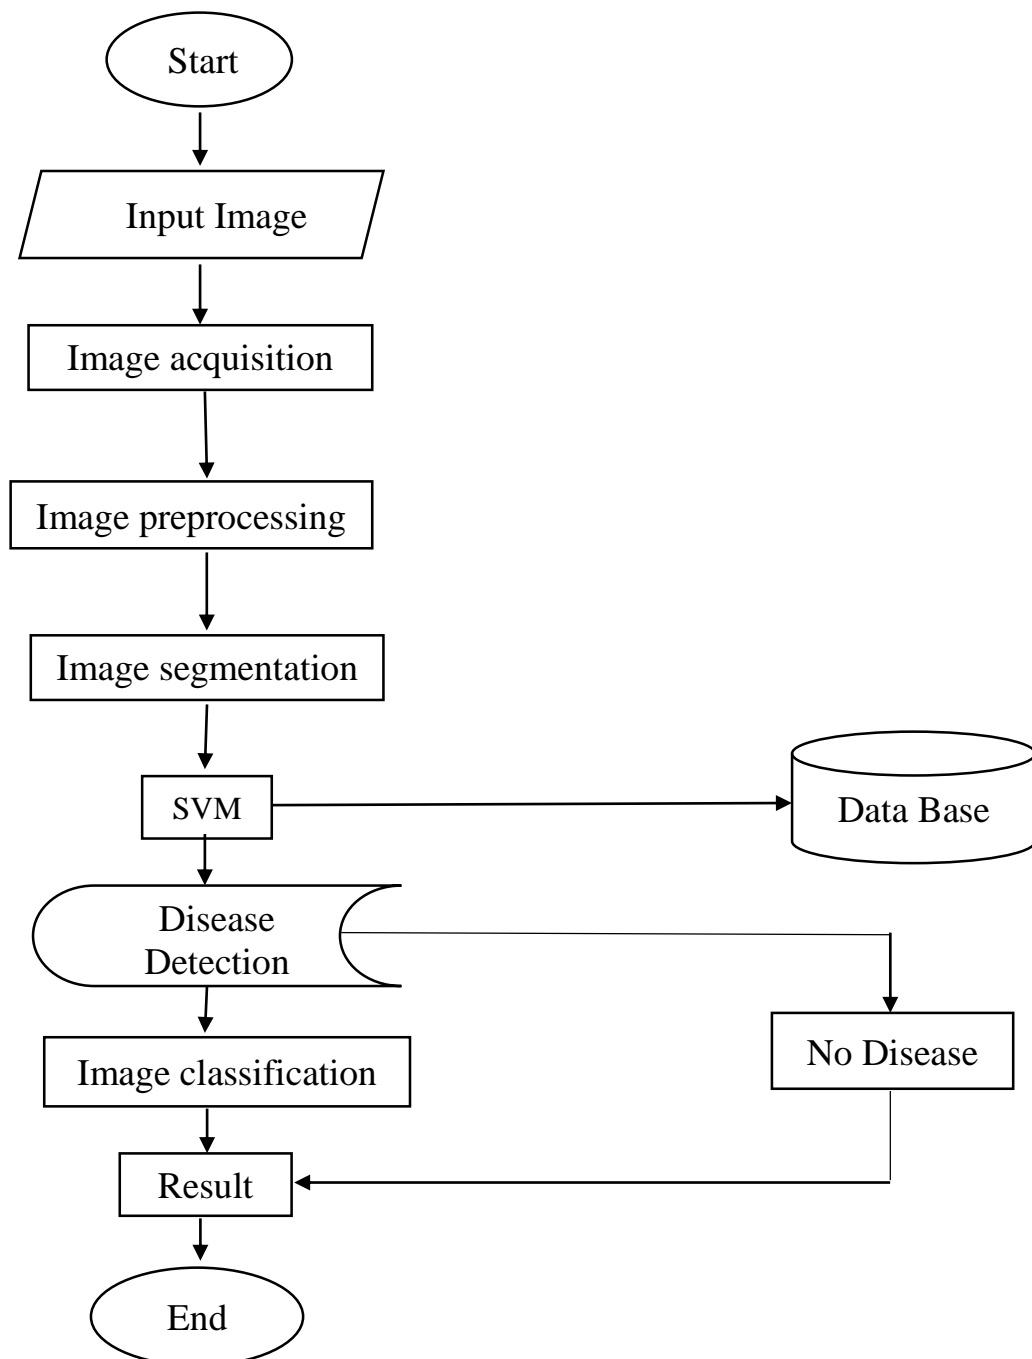 Start
Input Image
Image acquisition
Image preprocessing
Image segmentation
SVM
Data Base
Disease
Detection
No Disease
Image classification
Result
End